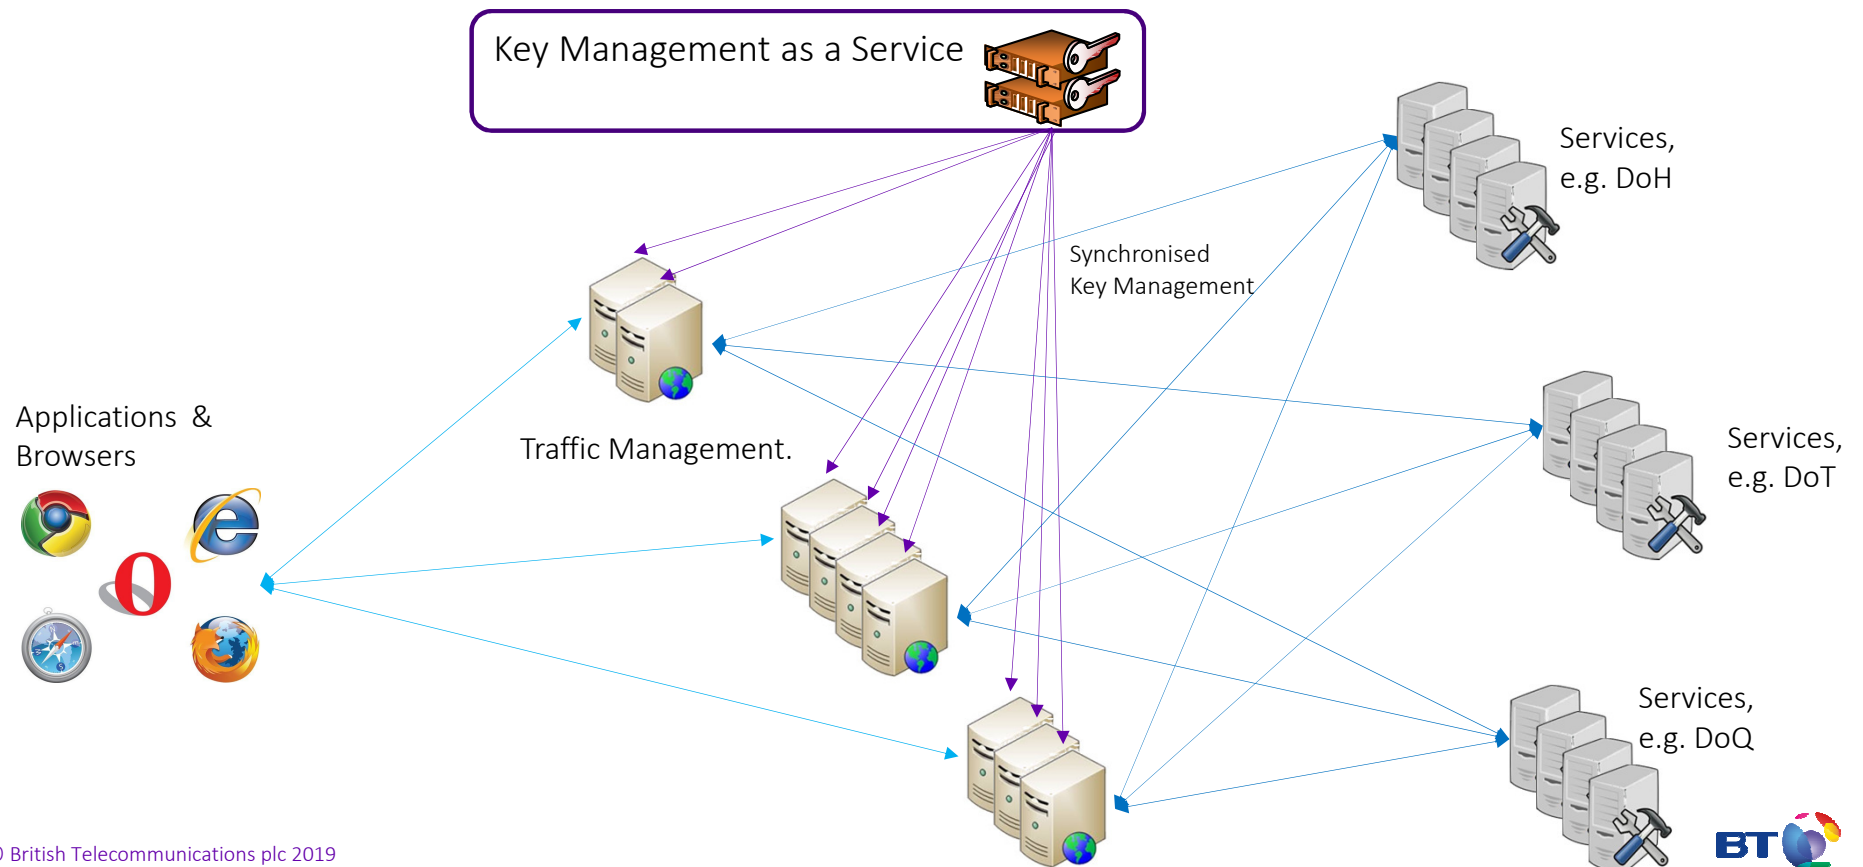 Key Management as a Service
Services,
e.g. DoH
Synchronised
Key Management
Applications &
Browsers
Traffic Management.
Services,
e.g. DoT
Services,
e.g. DoQ
© British Telecommunications plc 2019
BT